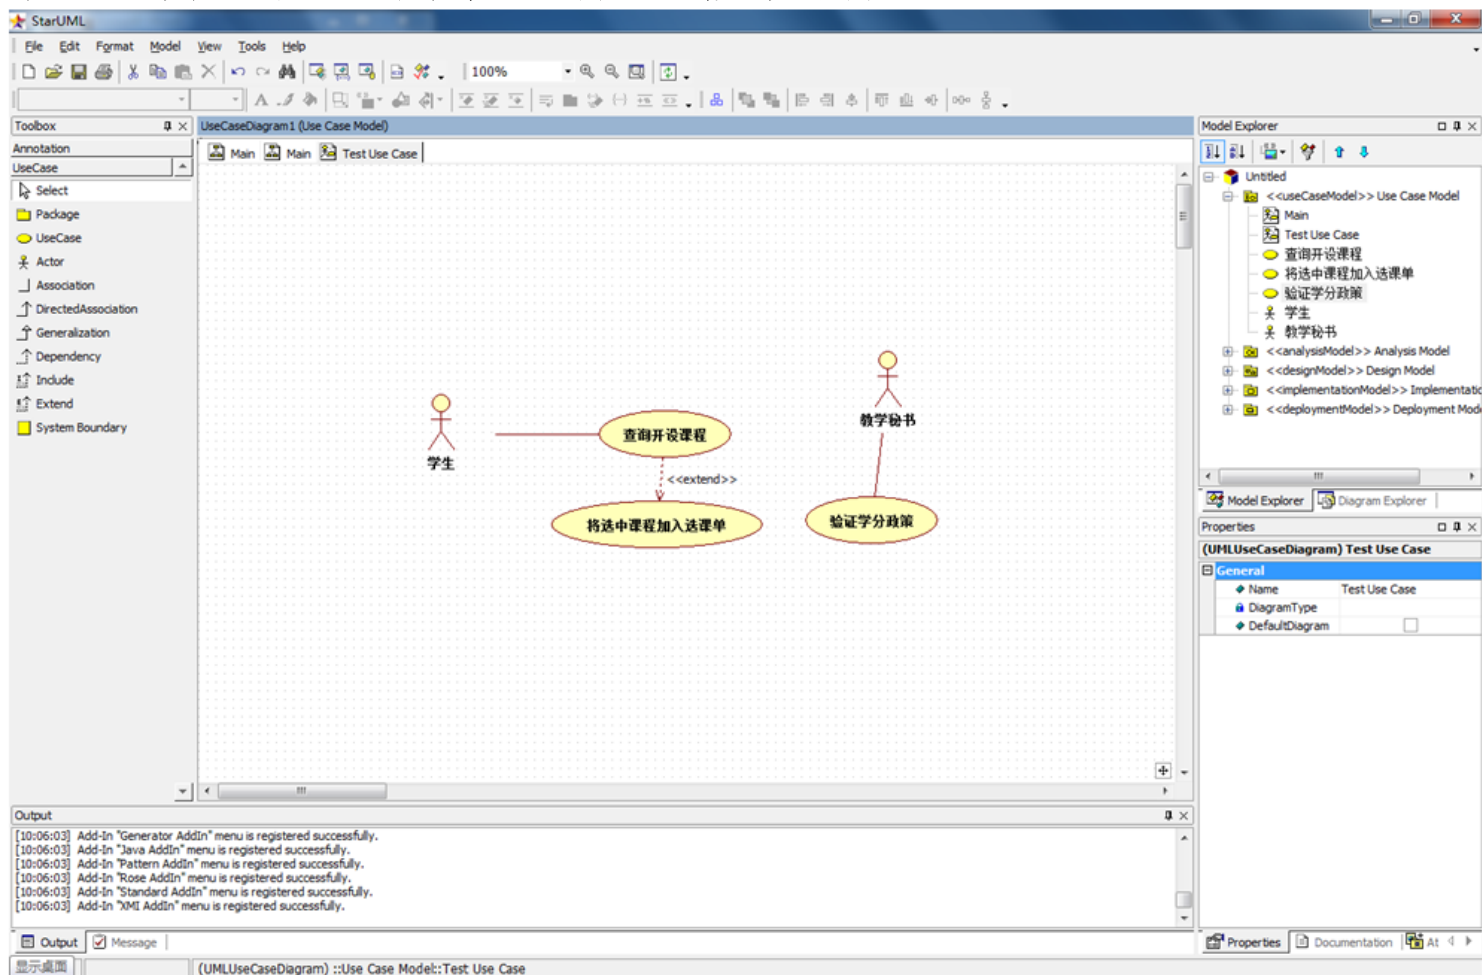 StarUML
File Edit Format Model View Tools Help
100%
Toolbox
UseCaseDiagram1 (Use Case Model)
Model Explorer
Annotation
UseCase
Main Main Test Use Case
Select
Package
UseCase
Actor
Association
DirectedAssociation
Generalization
Dependency
Include
Extend
System Boundary
学生
查询开设课程
<<extend>>
将选中课程加入选课单
教学秘书
验证学分政策
Untitled
<<useCaseModel>> Use Case Model
Main
Test Use Case
查询开设课程
将选中课程加入选课单
验证学分政策
学生
教学秘书
<<analysisModel>> Analysis Model
<<designModel>> Design Model
<<implementationModel>> Implementatic
<<deploymentModel>> Deployment Mod
Model Explorer Diagram Explorer
Properties
(UMLUseCaseDiagram) Test Use Case
General
Name Test Use Case
DiagramType
DefaultDiagram
Output
[10:06:03] Add-In "Generator AddIn" menu is registered successfully.
[10:06:03] Add-In "Java AddIn" menu is registered successfully.
[10:06:03] Add-In "Pattern AddIn" menu is registered successfully.
[10:06:03] Add-In "Rose AddIn" menu is registered successfully.
[10:06:03] Add-In "Standard AddIn" menu is registered successfully.
[10:06:03] Add-In "XMI AddIn" menu is registered successfully.
Output Message
Properties Documentation At
显示桌面
(UMLUseCaseDiagram) ::Use Case Model::Test Use Case